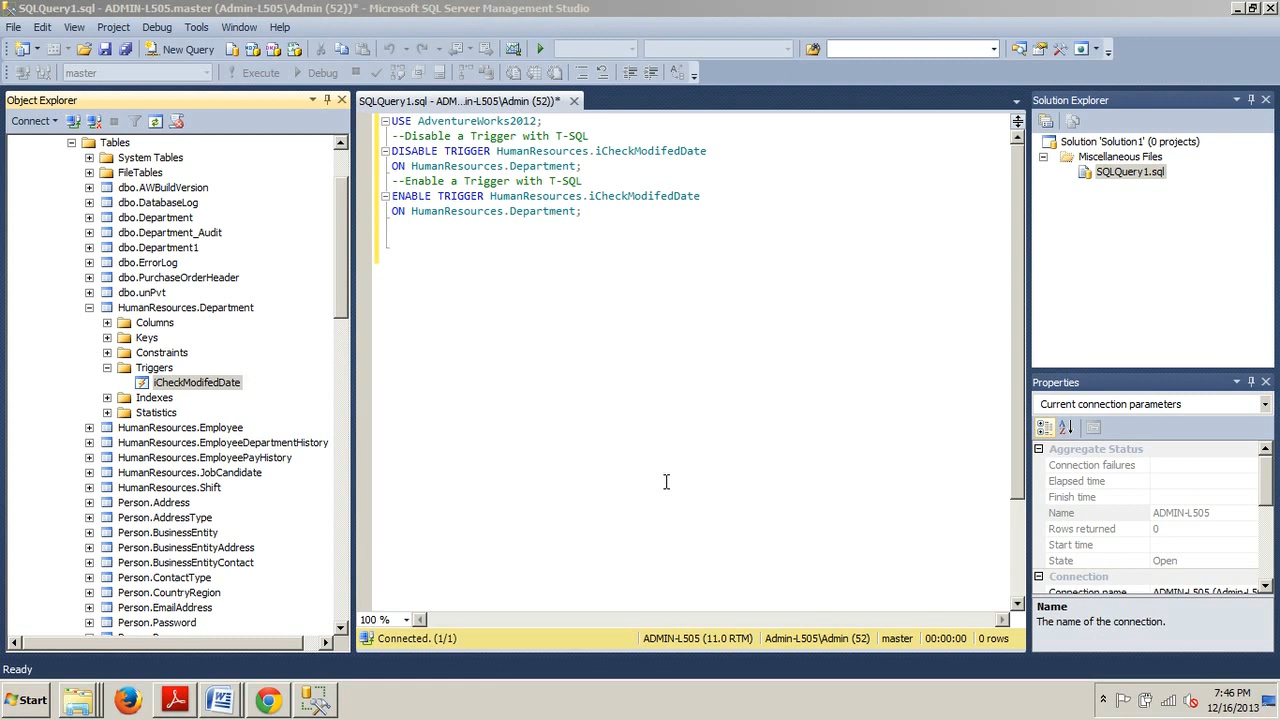 SQLQuery1.sql - ADMIN-L505.master (Admin-L505\Admin (52))* - Microsoft SQL Server Management Studio
File Edit View Project Debug Tools Window Help
New Query
master Execute Debug
Object Explorer
Connect
Tables
System Tables
FileTables
dbo.AWBuildVersion
dbo.DatabaseLog
dbo.Department
dbo.Department_Audit
dbo.Department1
dbo.ErrorLog
dbo.PurchaseOrderHeader
dbo.unPvt
HumanResources.Department
Columns
Keys
Constraints
Triggers
iCheckModifedDate
Indexes
Statistics
HumanResources.Employee
HumanResources.EmployeeDepartmentHistory
HumanResources.EmployeePayHistory
HumanResources.JobCandidate
HumanResources.Shift
Person.Address
Person.AddressType
Person.BusinessEntity
Person.BusinessEntityAddress
Person.BusinessEntityContact
Person.ContactType
Person.CountryRegion
Person.EmailAddress
Person.Password
SQLQuery1.sql - ADM...in-L505\Admin (52))*
USE AdventureWorks2012;
--Disable a Trigger with T-SQL
DISABLE TRIGGER HumanResources.iCheckModifedDate
ON HumanResources.Department;
--Enable a Trigger with T-SQL
ENABLE TRIGGER HumanResources.iCheckModifedDate
ON HumanResources.Department;
100 %
Connected. (1/1) ADMIN-L505 (11.0 RTM) Admin-L505\Admin (52) master 00:00:00 0 rows
Solution Explorer
Solution 'Solution1' (0 projects)
Miscellaneous Files
SQLQuery1.sql
Properties
Current connection parameters
Aggregate Status
Connection failures
Elapsed time
Finish time
Name ADMIN-L505
Rows returned 0
Start time
State Open
Connection
Connection name ADMIN-L505 (Admin-L5
Name
The name of the connection.
Ready
Start
7:46 PM
12/16/2013